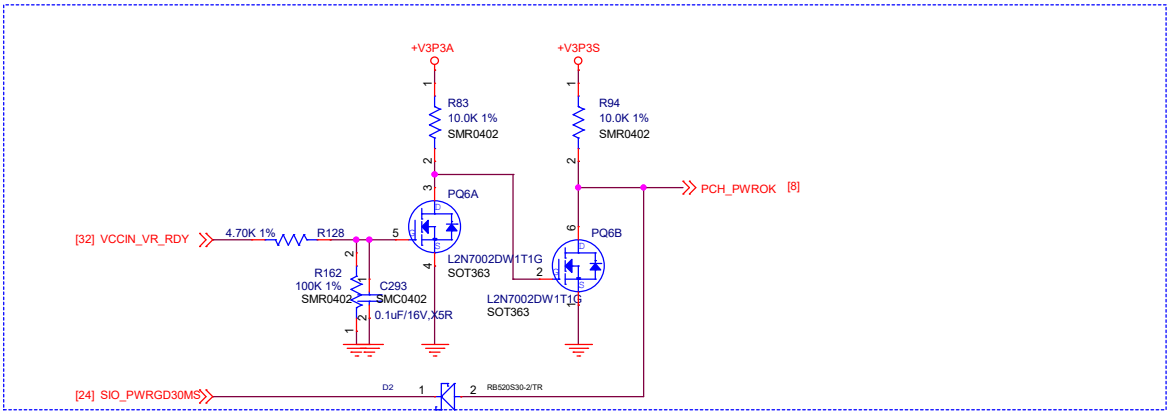 +V3P3A
+V3P3S
1
1
R83
10.0K 1%
SMR0402
R94
10.0K 1%
SMR0402
2
2
3
PQ6A
D
S
PCH_PWROK [8]
[32] VCCIN_VR_RDY
4.70K 1%
R128
5
6
PQ6B
D
S
4
L2N7002DW1T1G
SOT363
2
2
R162
100K 1%
SMR0402
1
C293
SMC0402
0.1uF/16V,X5R
1
2
L2N7002DW1T1G
SOT363
1
[24] SIO_PWRGD30MS
D2
1
2
RB520S30-2/TR